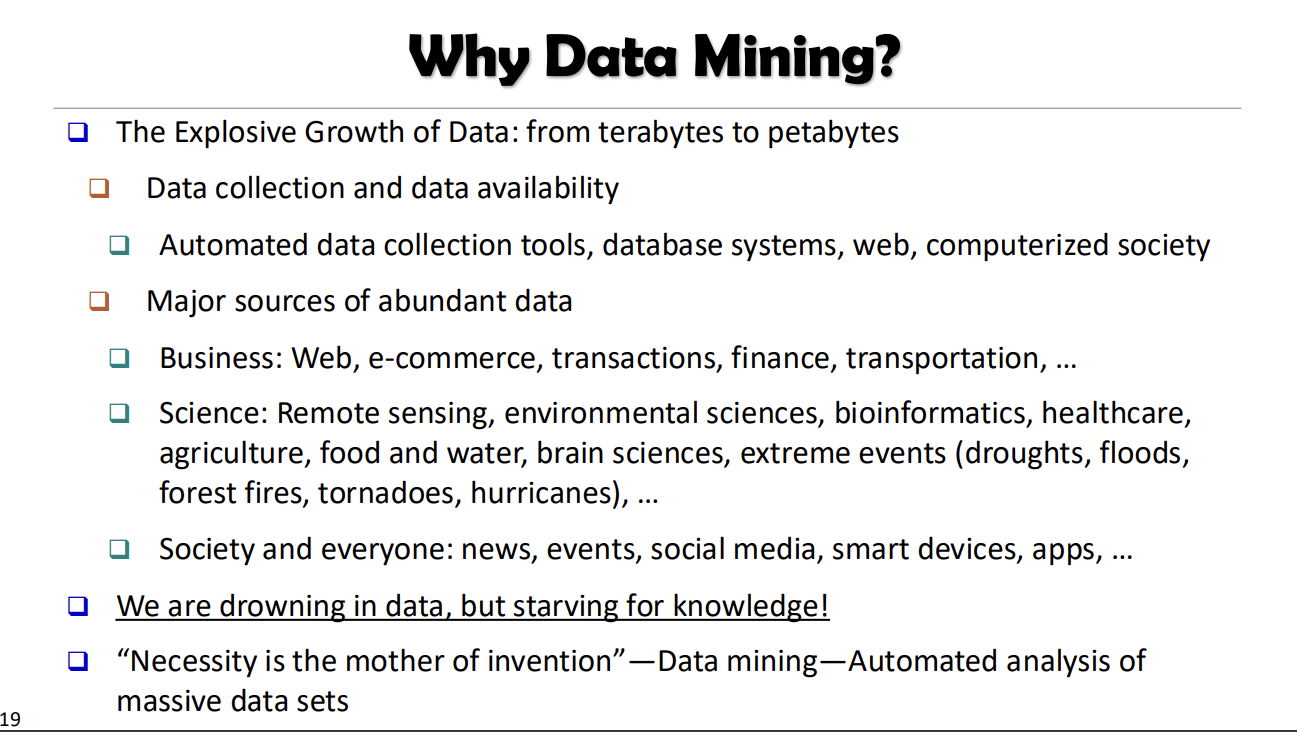 Why Data Mining?
The Explosive Growth of Data: from terabytes to petabytes
Data collection and data availability
Automated data collection tools, database systems, web, computerized society
Major sources of abundant data
Business: Web, e-commerce, transactions, finance, transportation, …
Science: Remote sensing, environmental sciences, bioinformatics, healthcare,
agriculture, food and water, brain sciences, extreme events (droughts, floods,
forest fires, tornadoes, hurricanes), …
Society and everyone: news, events, social media, smart devices, apps, …
We are drowning in data, but starving for knowledge!
“Necessity is the mother of invention”—Data mining—Automated analysis of
massive data sets
19